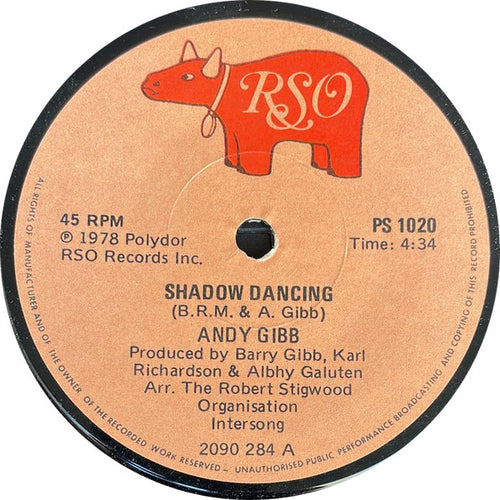 RSO
45 RPM
PS 1020
℗ 1978 Polydor
Time: 4:34
RSO Records Inc.
SHADOW DANCING
(B.R.M. & A. Gibb)
ANDY GIBB
Produced by Barry Gibb, Karl
Richardson & Albhy Galuten
Arr. The Robert Stigwood
Organisation
Intersong
2090 284 A
ALL RIGHTS OF MANUFACTURER AND OF THE OWNER OF THE RECORDED WORK RESERVED – UNAUTHORISED PUBLIC PERFORMANCE BROADCASTING AND COPYING OF THIS RECORD PROHIBITED